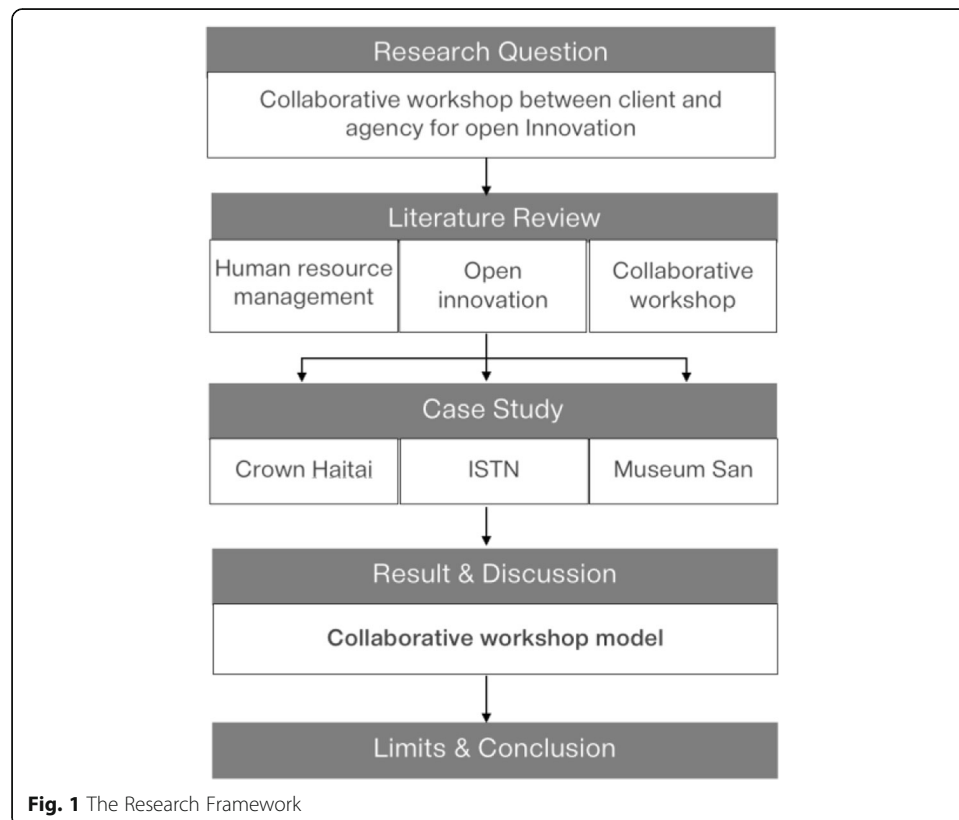 Research Question
Collaborative workshop between client and
agency for open Innovation
Literature Review
Human resource
management
Open
innovation
Collaborative
workshop
Case Study
Crown Haitai
ISTN
Museum San
Result & Discussion
Collaborative workshop model
Limits & Conclusion
Fig. 1 The Research Framework